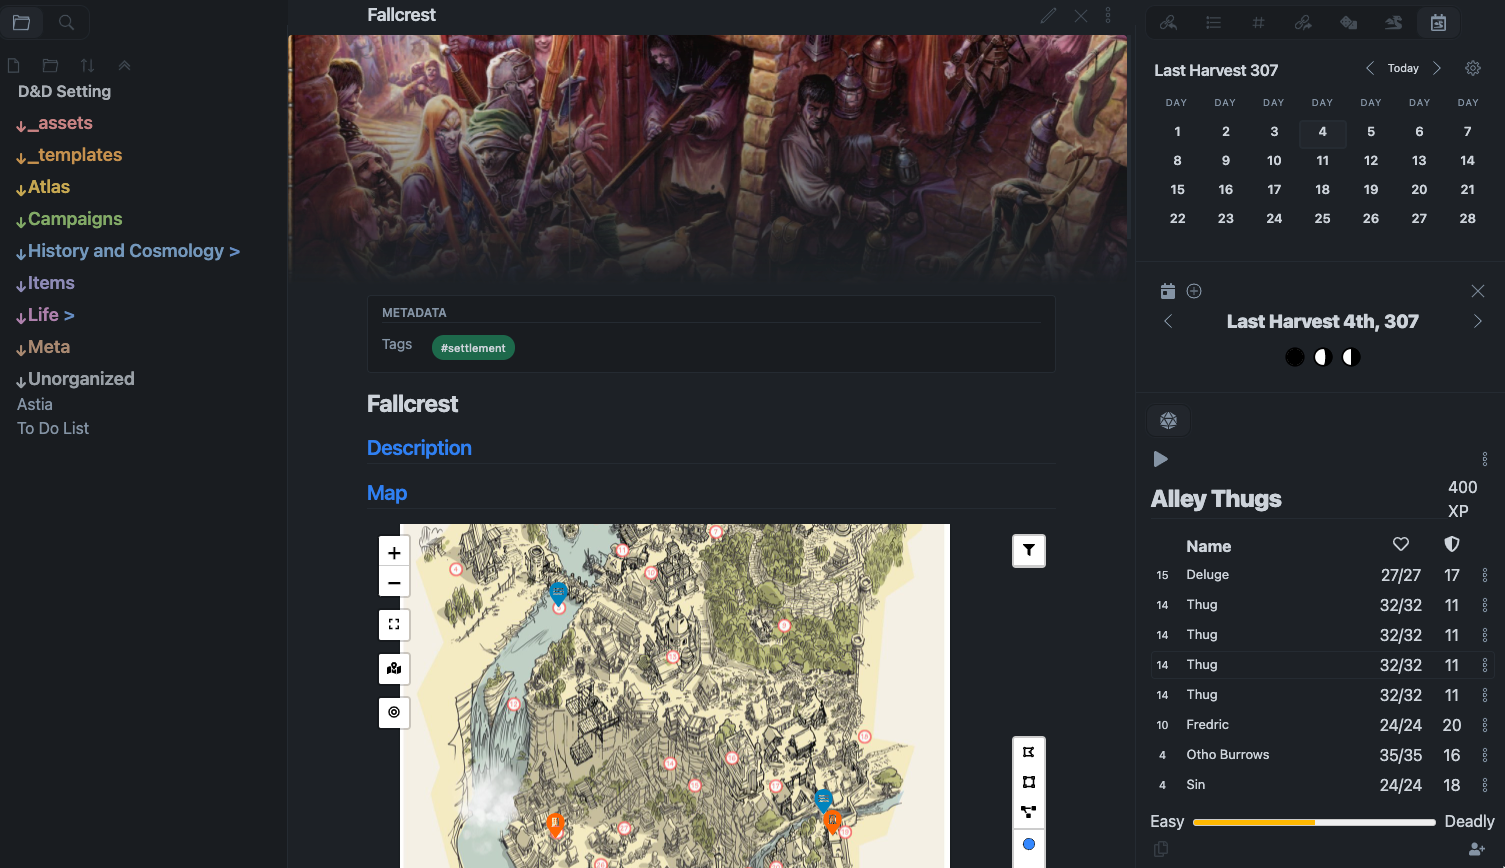 D&D Setting
_assets
_templates
Atlas
Campaigns
History and Cosmology >
Items
Life >
Meta
Unorganized
Astia
To Do List
Fallcrest
METADATA
Tags #settlement
Fallcrest
Description
Map
+
−
Last Harvest 307
Today
DAY DAY DAY DAY DAY DAY DAY
1 2 3 4 5 6 7
8 9 10 11 12 13 14
15 16 17 18 19 20 21
22 23 24 25 26 27 28
Last Harvest 4th, 307
Alley Thugs 400 XP
Name
15 Deluge 27/27 17
14 Thug 32/32 11
14 Thug 32/32 11
14 Thug 32/32 11
14 Thug 32/32 11
10 Fredric 24/24 20
4 Otho Burrows 35/35 16
4 Sin 24/24 18
Easy Deadly